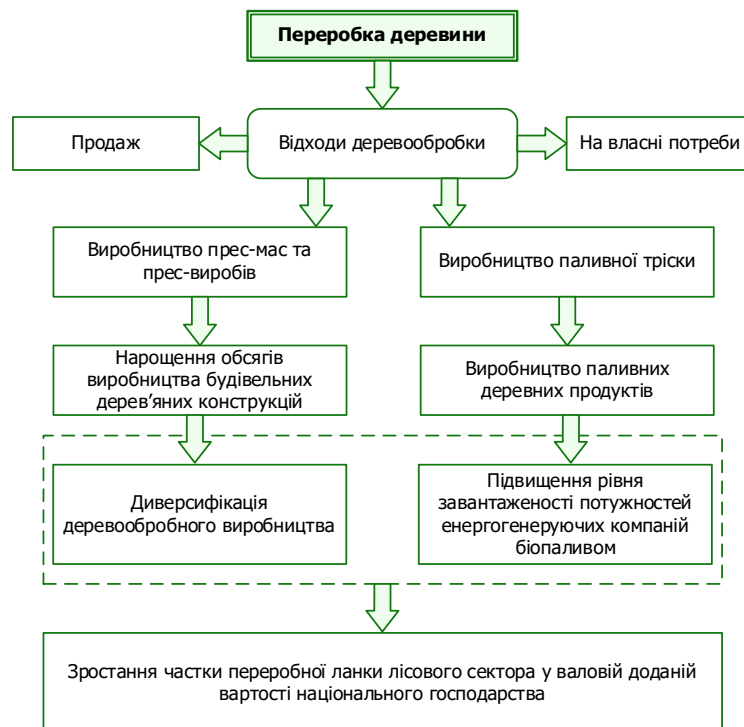 Переробка деревини
Продаж
Відходи деревообробки
На власні потреби
Виробництво прес-мас та
прес-виробів
Виробництво паливної тріски
Нарощення обсягів
виробництва будівельних
дерев’яних конструкцій
Виробництво паливних
деревних продуктів
Диверсифікація
деревообробного виробництва
Підвищення рівня
завантаженості потужностей
енергогенеруючих компаній
біопаливом
Зростання частки переробної ланки лісового сектора у валовій доданій
вартості національного господарства